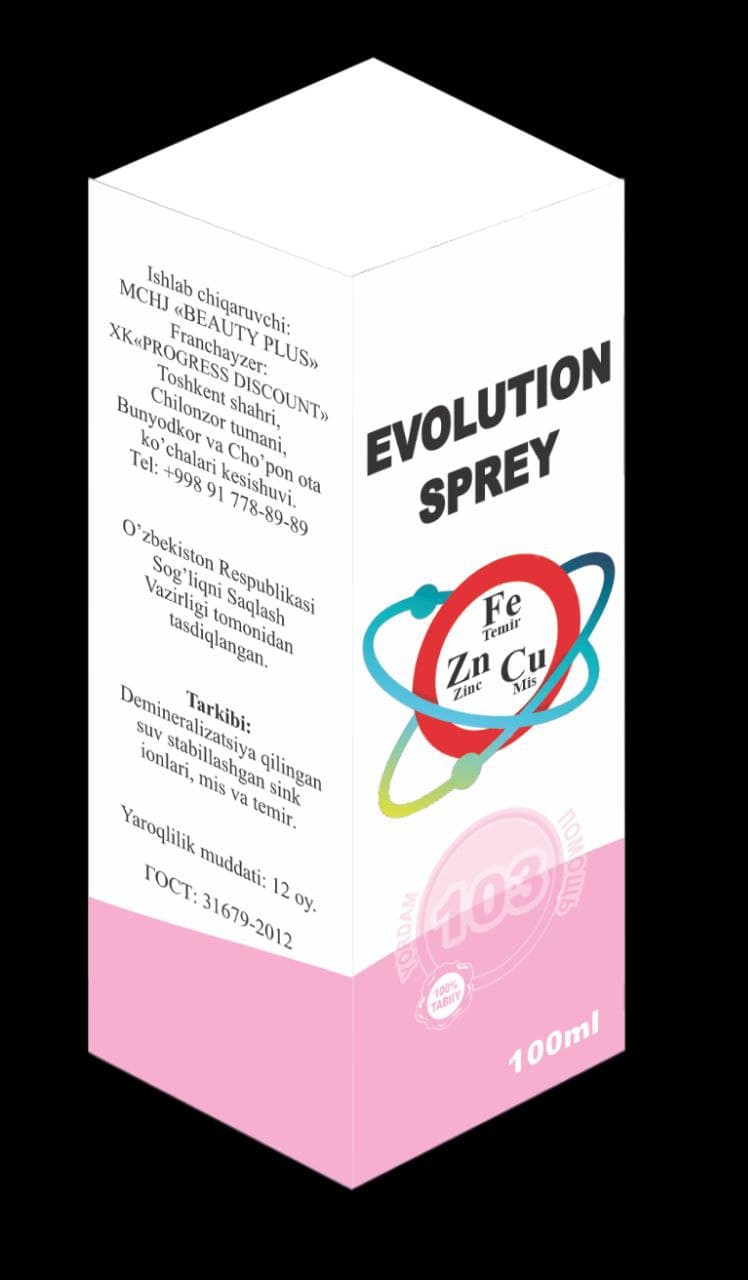 Ishlab chiqaruvchi:
MCHJ «BEAUTY PLUS»
Franchayzer:
XK«PROGRESS DISCOUNT»
Toshkent shahri,
Chilonzor tumani,
Bunyodkor va Cho'pon ota
ko'chalari kesishuvi.
Tel: +998 91 778-89-89
O'zbekiston Respublikasi
Sog'liqni Saqlash
Vazirligi tomonidan
tasdiqlangan.
Tarkibi:
Demineralizatsiya qilingan
suv stabillashgan sink
ionlari, mis va temir.
Yaroqlilik muddati: 12 oy.
ГОСТ: 31679-2012
EVOLUTION
SPREY
Fe
Temir
Zn
Zinc
Cu
Mis
YORDAM
103
ПОМОЩЬ
100%
TABIIY
100ml